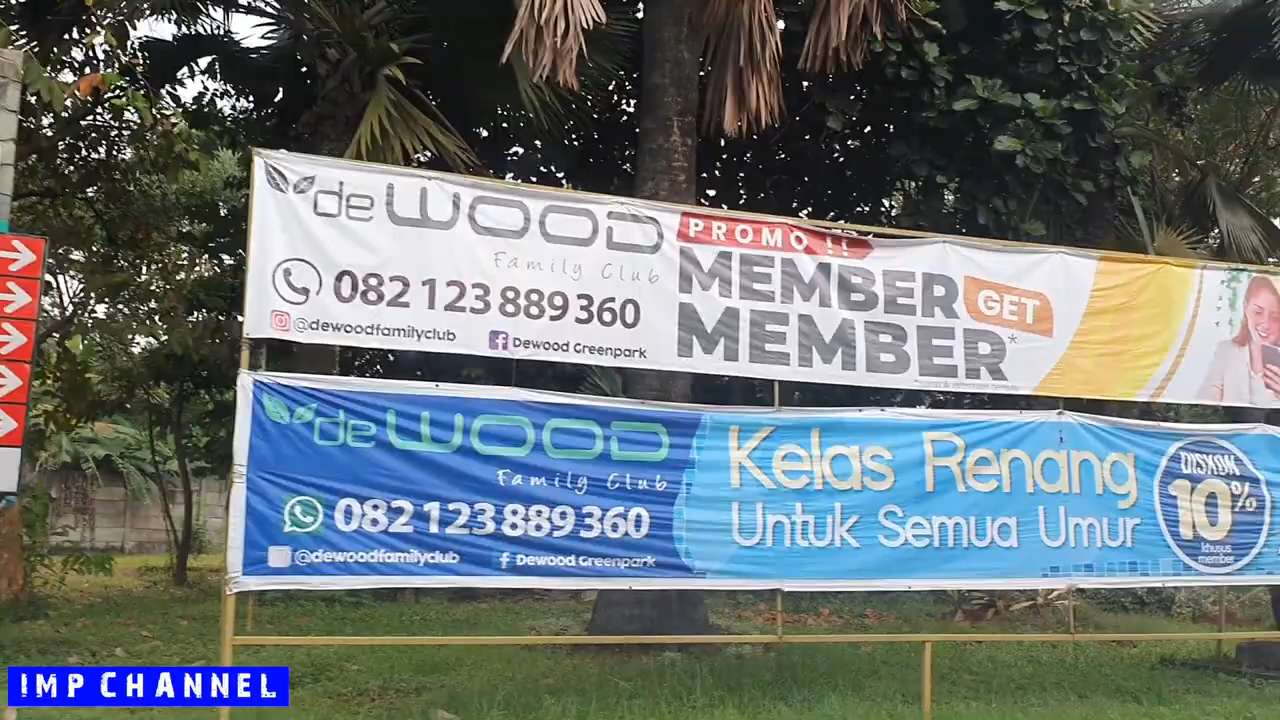 de WOOD
Family Club
082 123 889 360
@dewoodfamilyclub Dewood Greenpark
PROMO !!
MEMBER GET
MEMBER*
de WOOD
Family Club
082 123 889 360
@dewoodfamilyclub Dewood Greenpark
Kelas Renang
Untuk Semua Umur
DISKON
10%
khusus
member
IMP CHANNEL